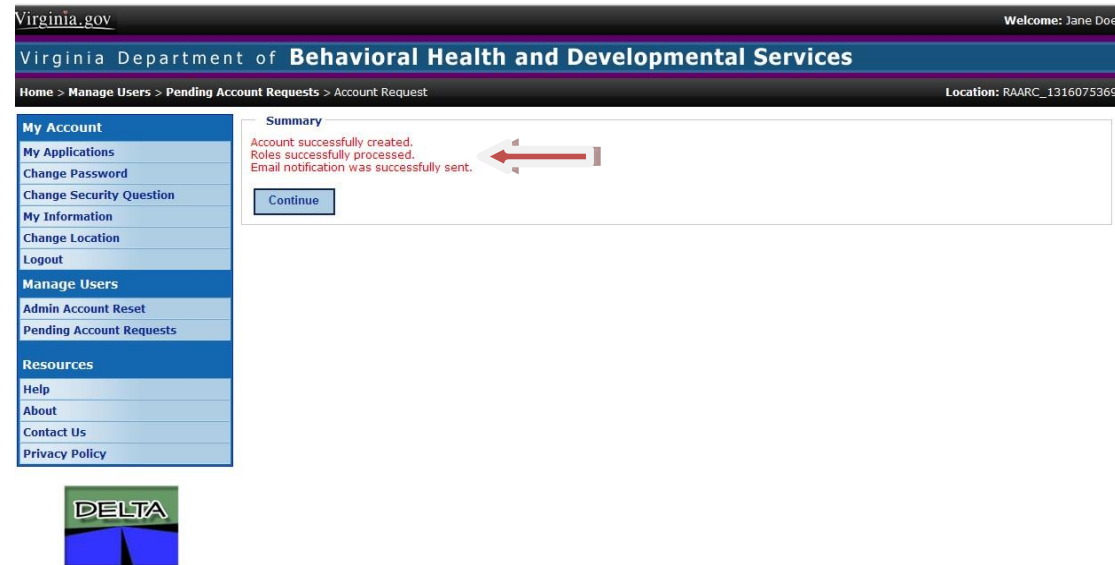 Virginia.gov
Welcome: Jane Doe
Virginia Department of Behavioral Health and Developmental Services
Home > Manage Users > Pending Account Requests > Account Request
Location: RAARC_1316075369
My Account
My Applications
Change Password
Change Security Question
My Information
Change Location
Logout
Manage Users
Admin Account Reset
Pending Account Requests
Resources
Help
About
Contact Us
Privacy Policy
DELTA
Summary
Account successfully created.
Roles successfully processed.
Email notification was successfully sent.
Continue